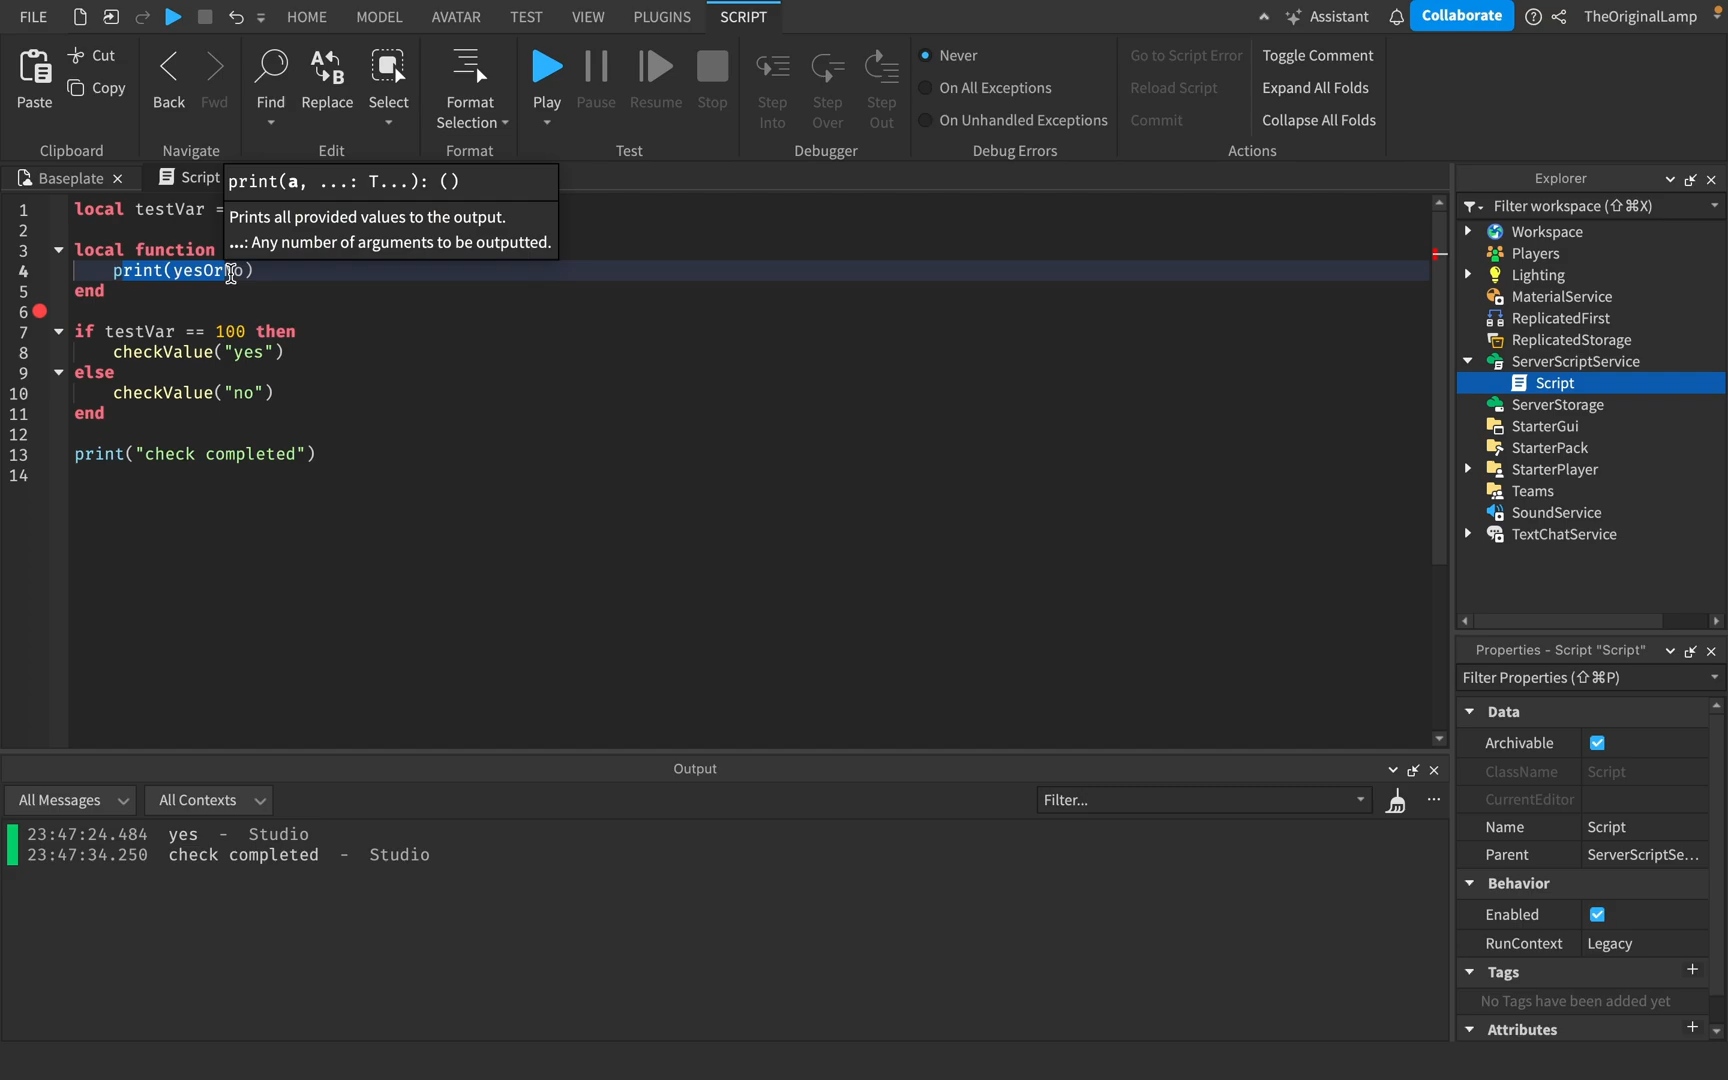 FILE HOME MODEL AVATAR TEST VIEW PLUGINS SCRIPT Assistant Collaborate TheOriginalLamp
Paste Cut Copy Back Fwd Find Replace Select Format Selection Play Pause Resume Stop Step Into Step Over Step Out
Never
On All Exceptions
On Unhandled Exceptions
Go to Script Error
Reload Script
Commit
Toggle Comment
Expand All Folds
Collapse All Folds
Clipboard Navigate Edit Format Test Debugger Debug Errors Actions
Baseplate Script
print(a, ...: T...): ()
Prints all provided values to the output.
...: Any number of arguments to be outputted.
1 local testVar =
2
3 local function
4 print(yesOrNo)
5 end
6
7 if testVar == 100 then
8 checkValue("yes")
9 else
10 checkValue("no")
11 end
12
13 print("check completed")
14
Explorer
Filter workspace (⇧⌘X)
Workspace
Players
Lighting
MaterialService
ReplicatedFirst
ReplicatedStorage
ServerScriptService
Script
ServerStorage
StarterGui
StarterPack
StarterPlayer
Teams
SoundService
TextChatService
Properties - Script "Script"
Filter Properties (⇧⌘P)
Data
Archivable
ClassName Script
CurrentEditor
Name Script
Parent ServerScriptSe...
Behavior
Enabled
RunContext Legacy
Tags +
No Tags have been added yet
Attributes +
Output
All Messages All Contexts Filter...
23:47:24.484 yes - Studio
23:47:34.250 check completed - Studio